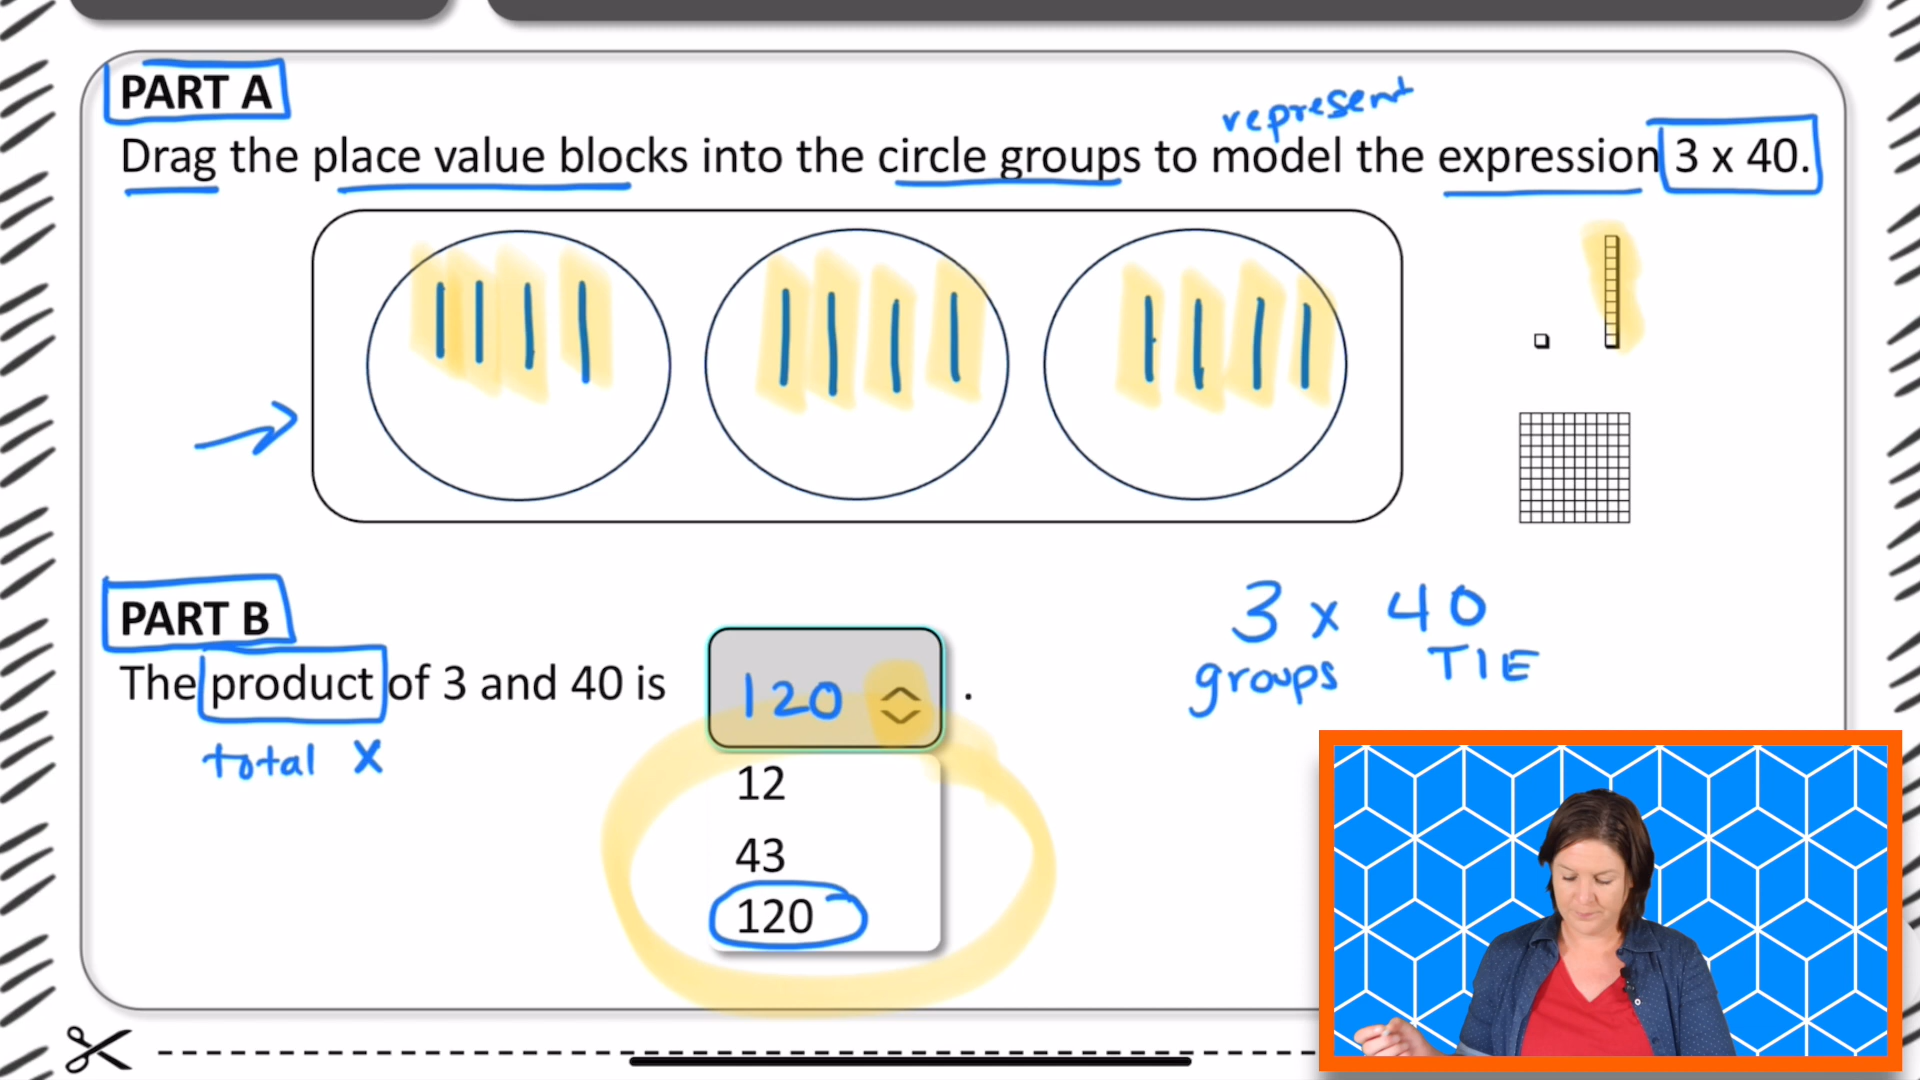 PART A
represent
Drag the place value blocks into the circle groups to model the expression 3 x 40.
PART B
The product of 3 and 40 is 120 .
total x
12
43
120
3 x 40
groups TIE